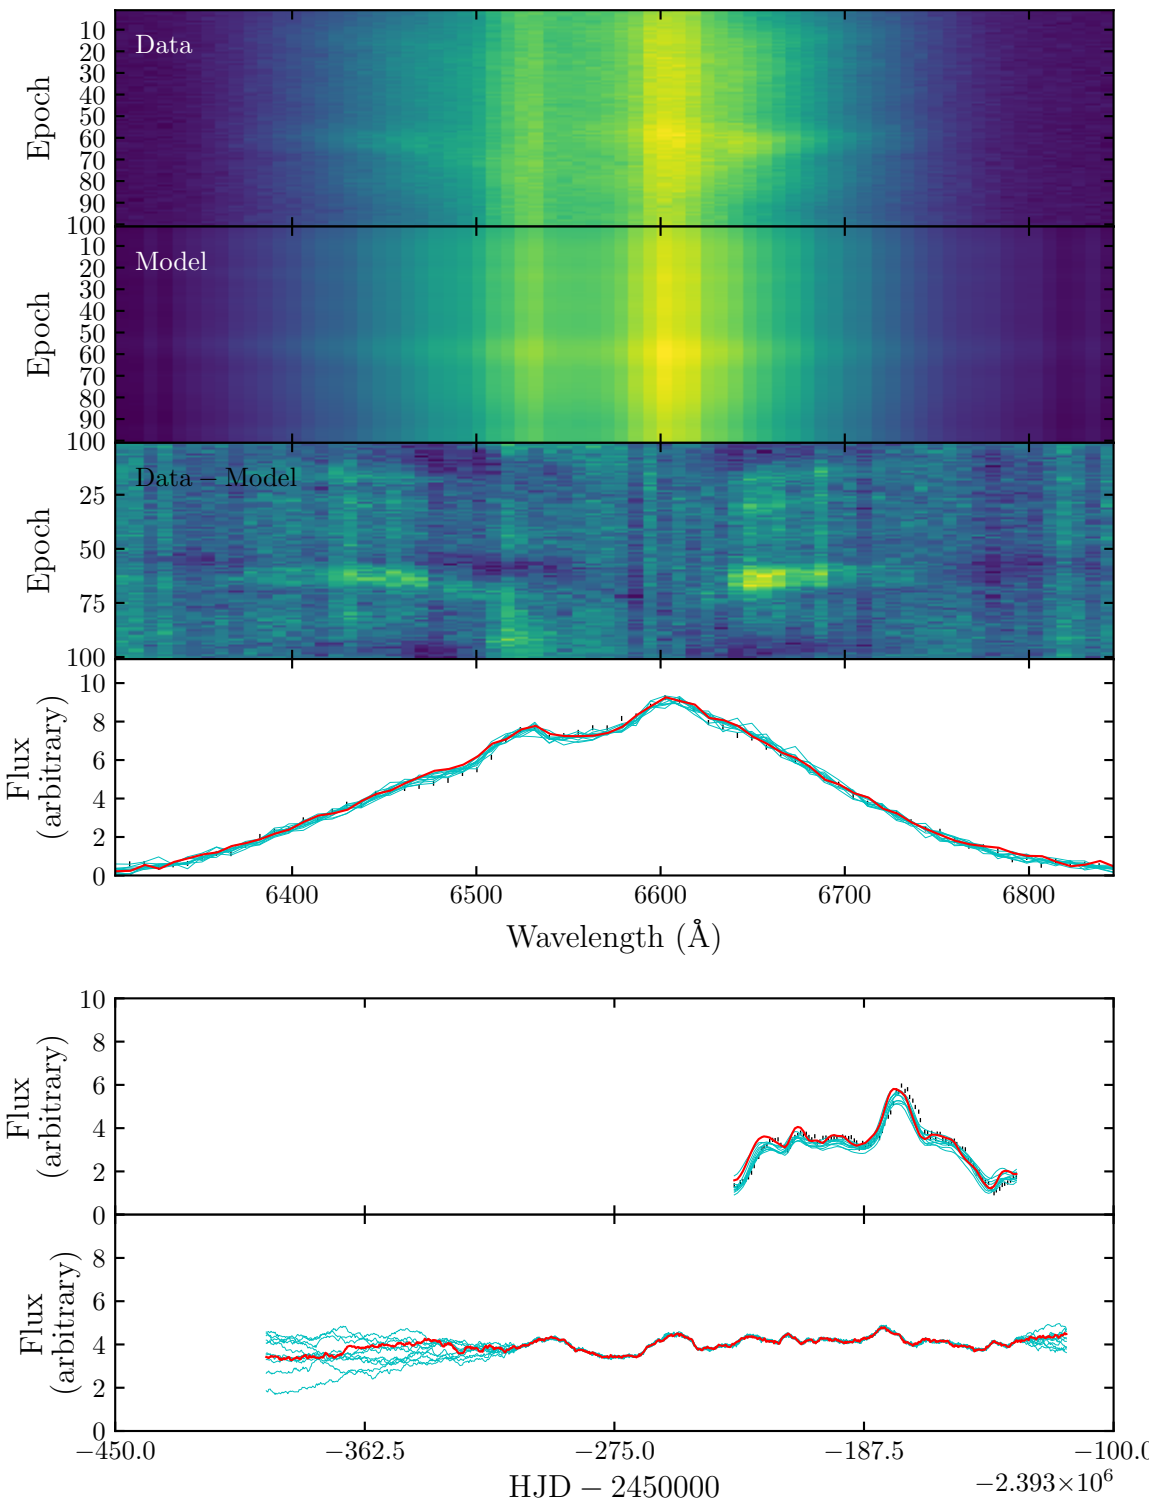 Data
Epoch
10
20
30
40
50
60
70
80
90
100
Model
Epoch
10
20
30
40
50
60
70
80
90
100
Data − Model
Epoch
25
50
75
100
Flux
(arbitrary)
10
8
6
4
2
0
6400 6500 6600 6700 6800
Wavelength (Å)
Flux
(arbitrary)
10
8
6
4
2
0
Flux
(arbitrary)
8
6
4
2
0
−450.0 −362.5 −275.0 −187.5 −100.0
HJD − 2450000
−2.393×10⁶